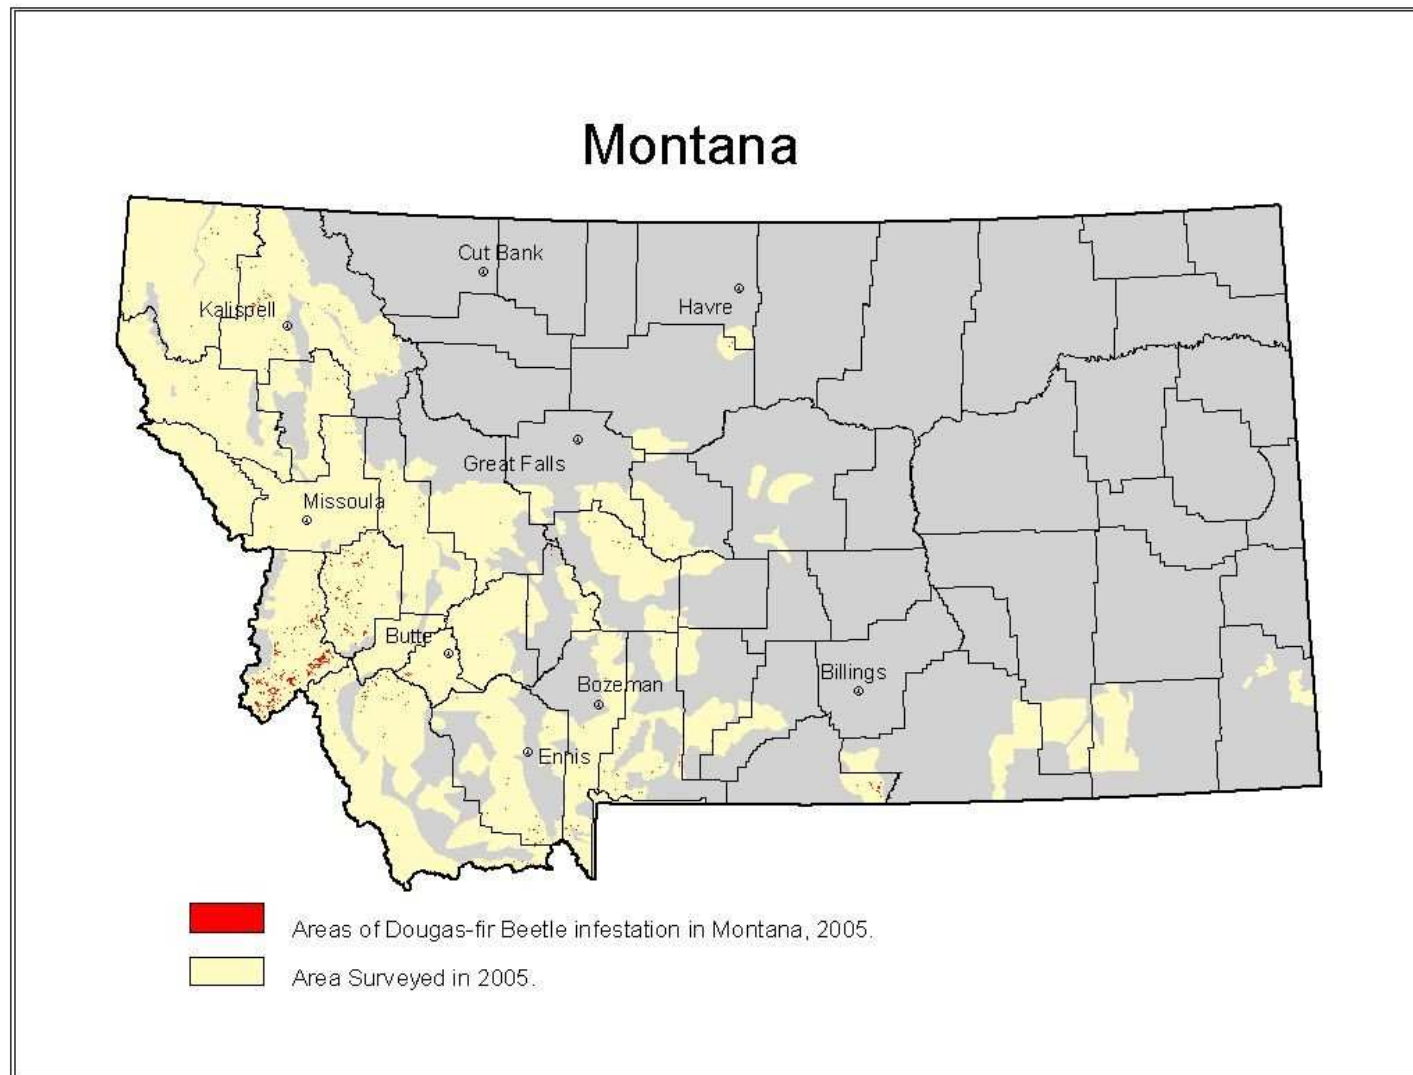 Montana
Cut Bank
Havre
Kalispell
Great Falls
Missoula
Butte
Billings
Bozeman
Ennis
Areas of Dougas-fir Beetle infestation in Montana, 2005.
Area Surveyed in 2005.